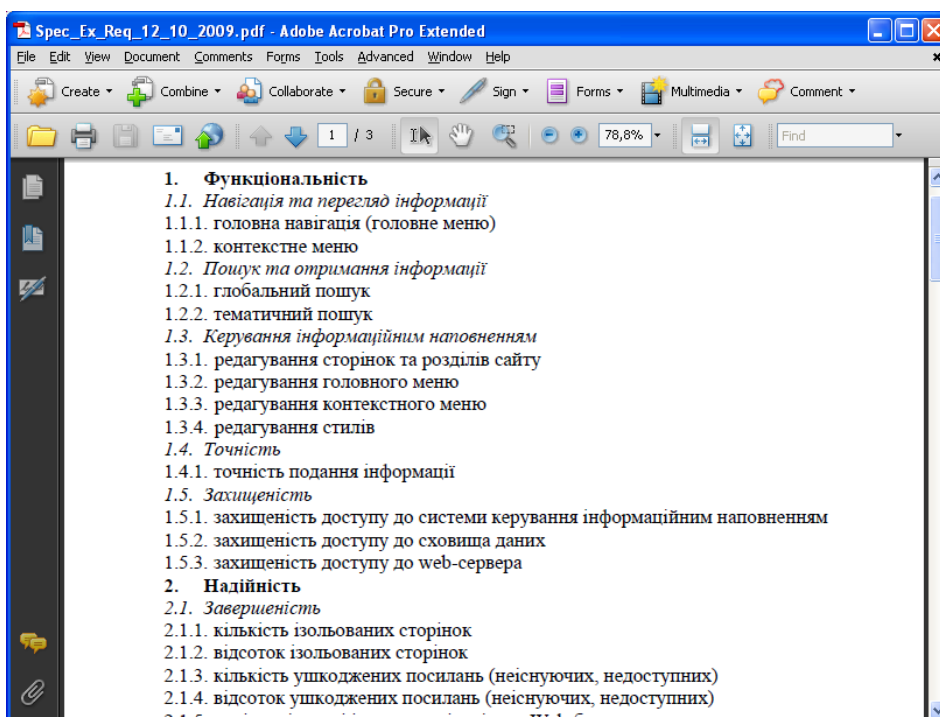 Spec_Ex_Req_12_10_2009.pdf - Adobe Acrobat Pro Extended
File Edit View Document Comments Forms Tools Advanced Window Help
Create Combine Collaborate Secure Sign Forms Multimedia Comment
1 / 3 78,8% Find
1. Функціональність
1.1. Навігація та перегляд інформації
1.1.1. головна навігація (головне меню)
1.1.2. контекстне меню
1.2. Пошук та отримання інформації
1.2.1. глобальний пошук
1.2.2. тематичний пошук
1.3. Керування інформаційним наповненням
1.3.1. редагування сторінок та розділів сайту
1.3.2. редагування головного меню
1.3.3. редагування контекстного меню
1.3.4. редагування стилів
1.4. Точність
1.4.1. точність подання інформації
1.5. Захищеність
1.5.1. захищеність доступу до системи керування інформаційним наповненням
1.5.2. захищеність доступу до сховища даних
1.5.3. захищеність доступу до web-сервера
2. Надійність
2.1. Завершеність
2.1.1. кількість ізольованих сторінок
2.1.2. відсоток ізольованих сторінок
2.1.3. кількість ушкоджених посилань (неіснуючих, недоступних)
2.1.4. відсоток ушкоджених посилань (неіснуючих, недоступних)